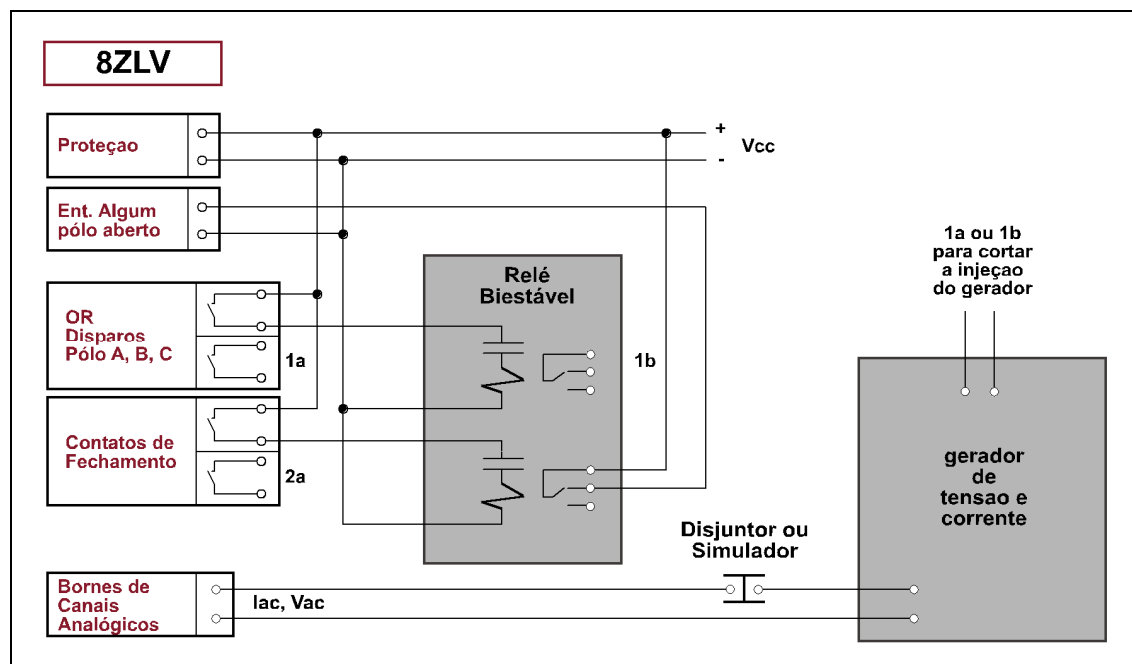 8ZLV
Proteçao
+
Vcc
-
Ent. Algum
pólo aberto
OR
Disparos
Pólo A, B, C
1a
Contatos de
Fechamento
2a
Relé
Biestável
1b
1a ou 1b
para cortar
a injeçao
do gerador
gerador
de
tensao e
corrente
Disjuntor ou
Simulador
Bornes de
Canais
Analógicos
Iac, Vac